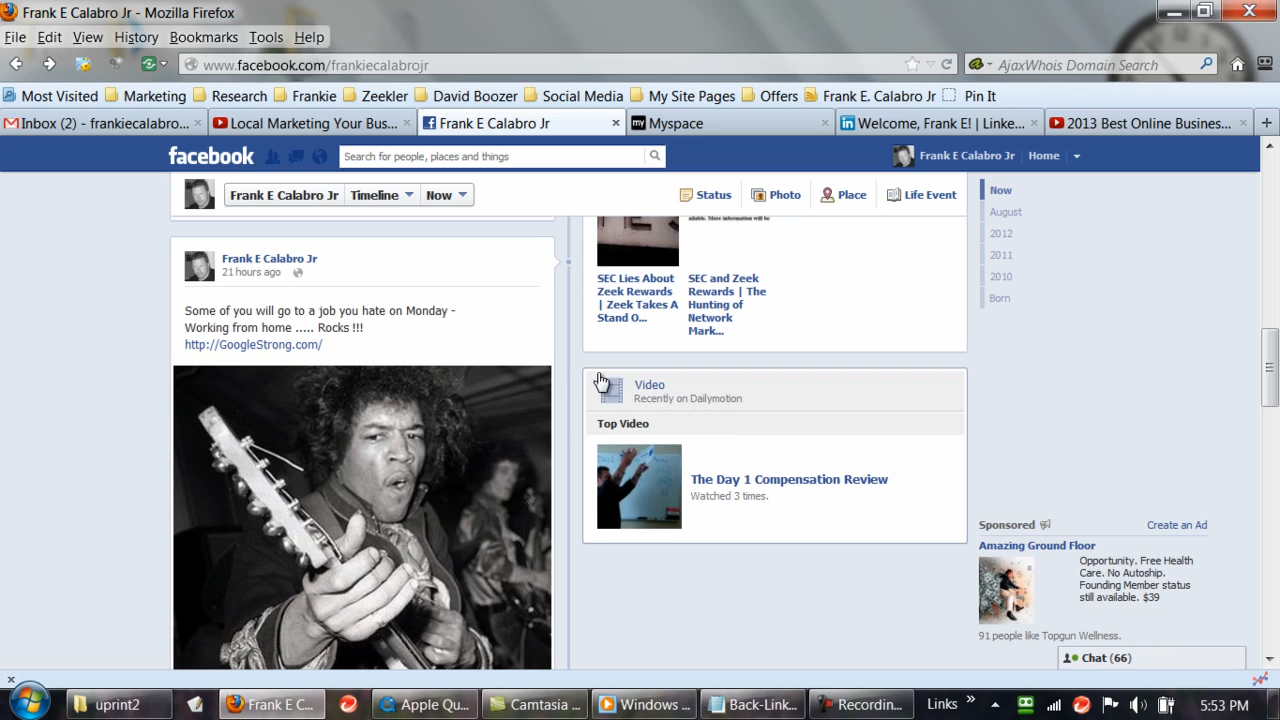 Frank E Calabro Jr - Mozilla Firefox
File Edit View History Bookmarks Tools Help
www.facebook.com/frankiecalabrojr
AjaxWhois Domain Search
Most Visited Marketing Research Frankie Zeekler David Boozer Social Media My Site Pages Offers Frank E. Calabro Jr Pin It
Inbox (2) - frankiecalabro... Local Marketing Your Bus... Frank E Calabro Jr Myspace Welcome, Frank E! | Linke... 2013 Best Online Business...
facebook Search for people, places and things Frank E Calabro Jr Home
Frank E Calabro Jr Timeline Now Status Photo Place Life Event
Now
August
2012
2011
2010
Born
Frank E Calabro Jr
21 hours ago
Some of you will go to a job you hate on Monday -
Working from home ..... Rocks !!!
http://GoogleStrong.com/
ailable. More information will be
SEC Lies About
Zeek Rewards
| Zeek Takes A
Stand O...
SEC and Zeek
Rewards | The
Hunting of
Network
Mark...
Video
Recently on Dailymotion
Top Video
The Day 1 Compensation Review
Watched 3 times.
Sponsored Create an Ad
Amazing Ground Floor
Opportunity. Free Health
Care. No Autoship.
Founding Member status
still available. $39
91 people like Topgun Wellness.
Chat (66)
uprint2 Frank E C... Apple Qu... Camtasia ... Windows ... Back-Link... Recordin... Links » 5:53 PM